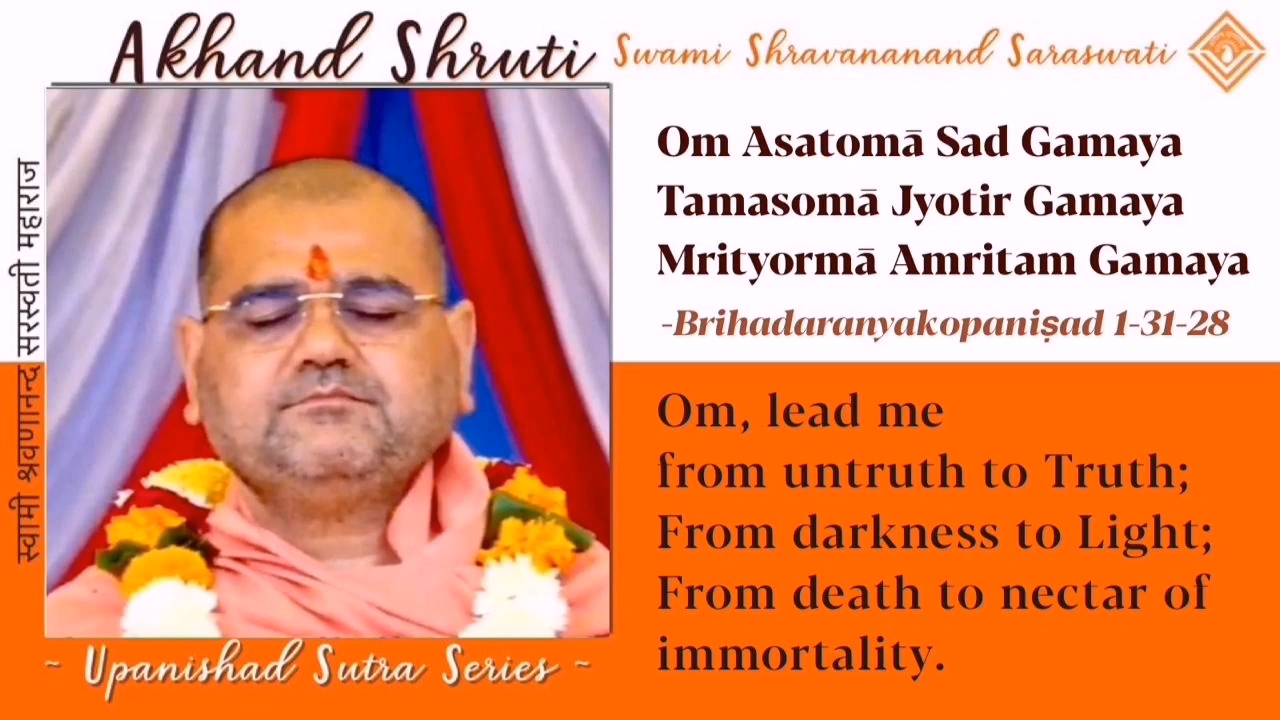 Akhand Shruti
Swami Shravananand Saraswati
स्वामी श्रवणानन्द सरस्वती महाराज
Om Asatomā Sad Gamaya
Tamasomā Jyotir Gamaya
Mrityormā Amritam Gamaya
-Brihadaranyakopaniṣad 1-31-28
Om, lead me
from untruth to Truth;
From darkness to Light;
From death to nectar of
immortality.
~ Upanishad Sutra Series ~